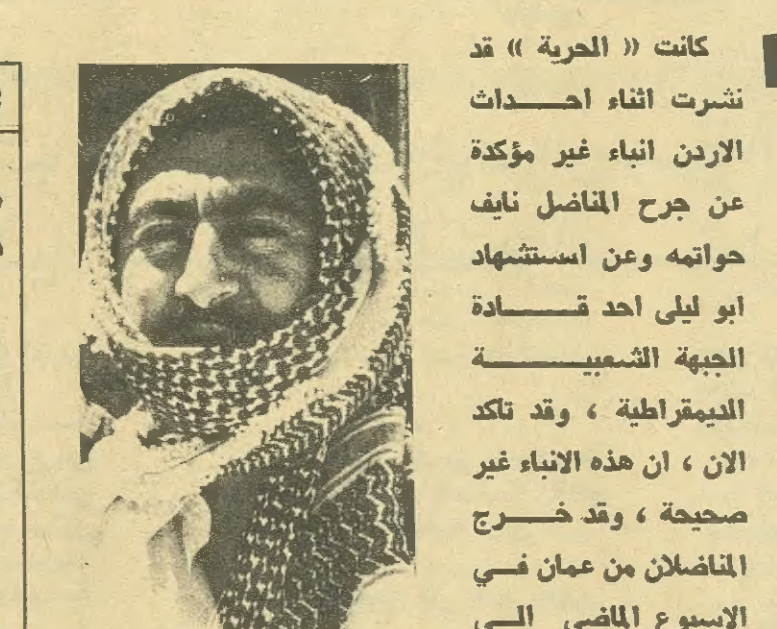 كانت « الحرية » قد
نشرت اثناء احداث
الاردن انباء غير مؤكدة
عن جرح المناضل نايف
حواتمه وعن استشهاد
ابو ليلى احد قادة
الجبهة الشعبية
الديمقراطية ، وقد تاكد
الان ، ان هذه الانباء غير
صحيحة ، وقد خرج
المناضلان من عمان في
الاسبوع الماضي الى